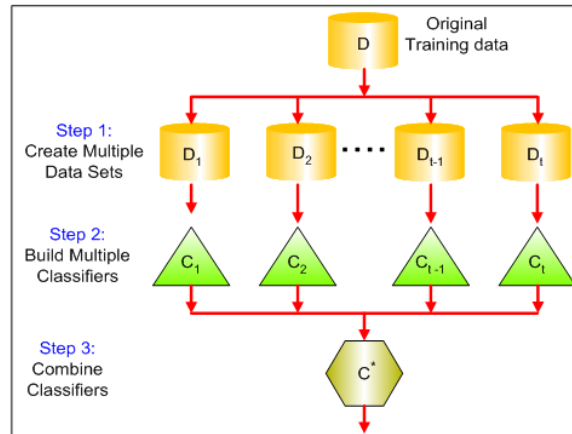 Original
Training data
D
Step 1:
Create Multiple
Data Sets
D1
D2
....
Dt-1
Dt
Step 2:
Build Multiple
Classifiers
C1
C2
Ct-1
Ct
Step 3:
Combine
Classifiers
C*